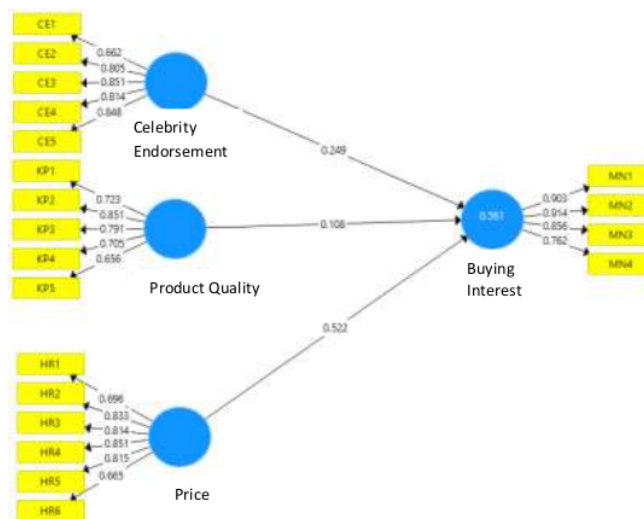 CE1
CE2
CE3
CE4
CE5
0.662
0.805
0.851
0.814
0.848
Celebrity
Endorsement
0.249
KP1
KP2
KP3
KP4
KP5
0.723
0.851
0.791
0.705
0.656
Product Quality
0.108
HR1
HR2
HR3
HR4
HR5
HR6
0.696
0.833
0.814
0.851
0.815
0.665
Price
0.522
0.561
Buying
Interest
0.903
0.914
0.856
0.762
MN1
MN2
MN3
MN4